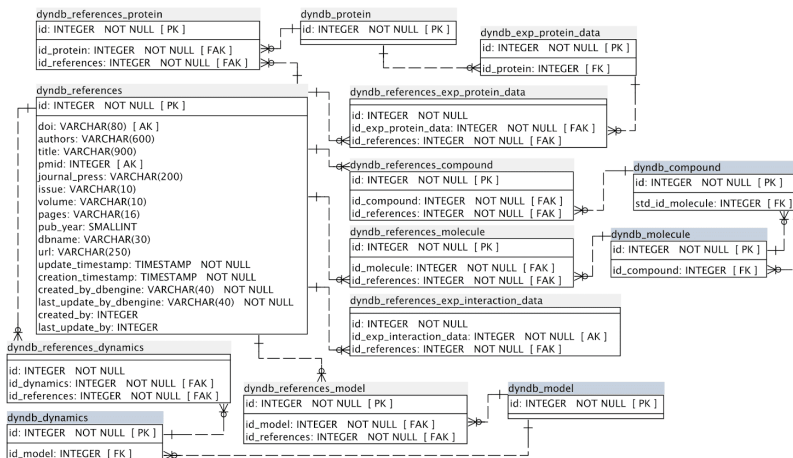 dyndb_references_protein
id: INTEGER NOT NULL [ PK ]
id_protein: INTEGER NOT NULL [ FAK ]
id_references: INTEGER NOT NULL [ FAK ]
dyndb_protein
id: INTEGER NOT NULL [ PK ]
dyndb_exp_protein_data
id: INTEGER NOT NULL [ PK ]
id_protein: INTEGER [ FK ]
dyndb_references
id: INTEGER NOT NULL [ PK ]
doi: VARCHAR(80) [ AK ]
authors: VARCHAR(600)
title: VARCHAR(900)
pmid: INTEGER [ AK ]
journal_press: VARCHAR(200)
issue: VARCHAR(10)
volume: VARCHAR(10)
pages: VARCHAR(16)
pub_year: SMALLINT
dbname: VARCHAR(30)
url: VARCHAR(250)
update_timestamp: TIMESTAMP NOT NULL
creation_timestamp: TIMESTAMP NOT NULL
created_by_dbengine: VARCHAR(40) NOT NULL
last_update_by_dbengine: VARCHAR(40) NOT NULL
created_by: INTEGER
last_update_by: INTEGER
dyndb_references_exp_protein_data
id: INTEGER NOT NULL
id_exp_protein_data: INTEGER NOT NULL [ FAK ]
id_references: INTEGER NOT NULL [ FAK ]
dyndb_references_compound
id: INTEGER NOT NULL [ PK ]
id_compound: INTEGER NOT NULL [ FAK ]
id_references: INTEGER NOT NULL [ FAK ]
dyndb_compound
id: INTEGER NOT NULL [ PK ]
std_id_molecule: INTEGER [ FK ]
dyndb_references_molecule
id: INTEGER NOT NULL [ PK ]
id_molecule: INTEGER NOT NULL [ FAK ]
id_references: INTEGER NOT NULL [ FAK ]
dyndb_molecule
id: INTEGER NOT NULL [ PK ]
id_compound: INTEGER [ FK ]
dyndb_references_exp_interaction_data
id: INTEGER NOT NULL
id_exp_interaction_data: INTEGER NOT NULL [ AK ]
id_references: INTEGER NOT NULL [ FAK ]
dyndb_references_dynamics
id: INTEGER NOT NULL
id_dynamics: INTEGER NOT NULL [ FAK ]
id_references: INTEGER NOT NULL [ FAK ]
dyndb_references_model
id: INTEGER NOT NULL [ PK ]
id_model: INTEGER NOT NULL [ FAK ]
id_references: INTEGER NOT NULL [ FAK ]
dyndb_model
id: INTEGER NOT NULL [ PK ]
dyndb_dynamics
id: INTEGER NOT NULL [ PK ]
id_model: INTEGER [ FK ]